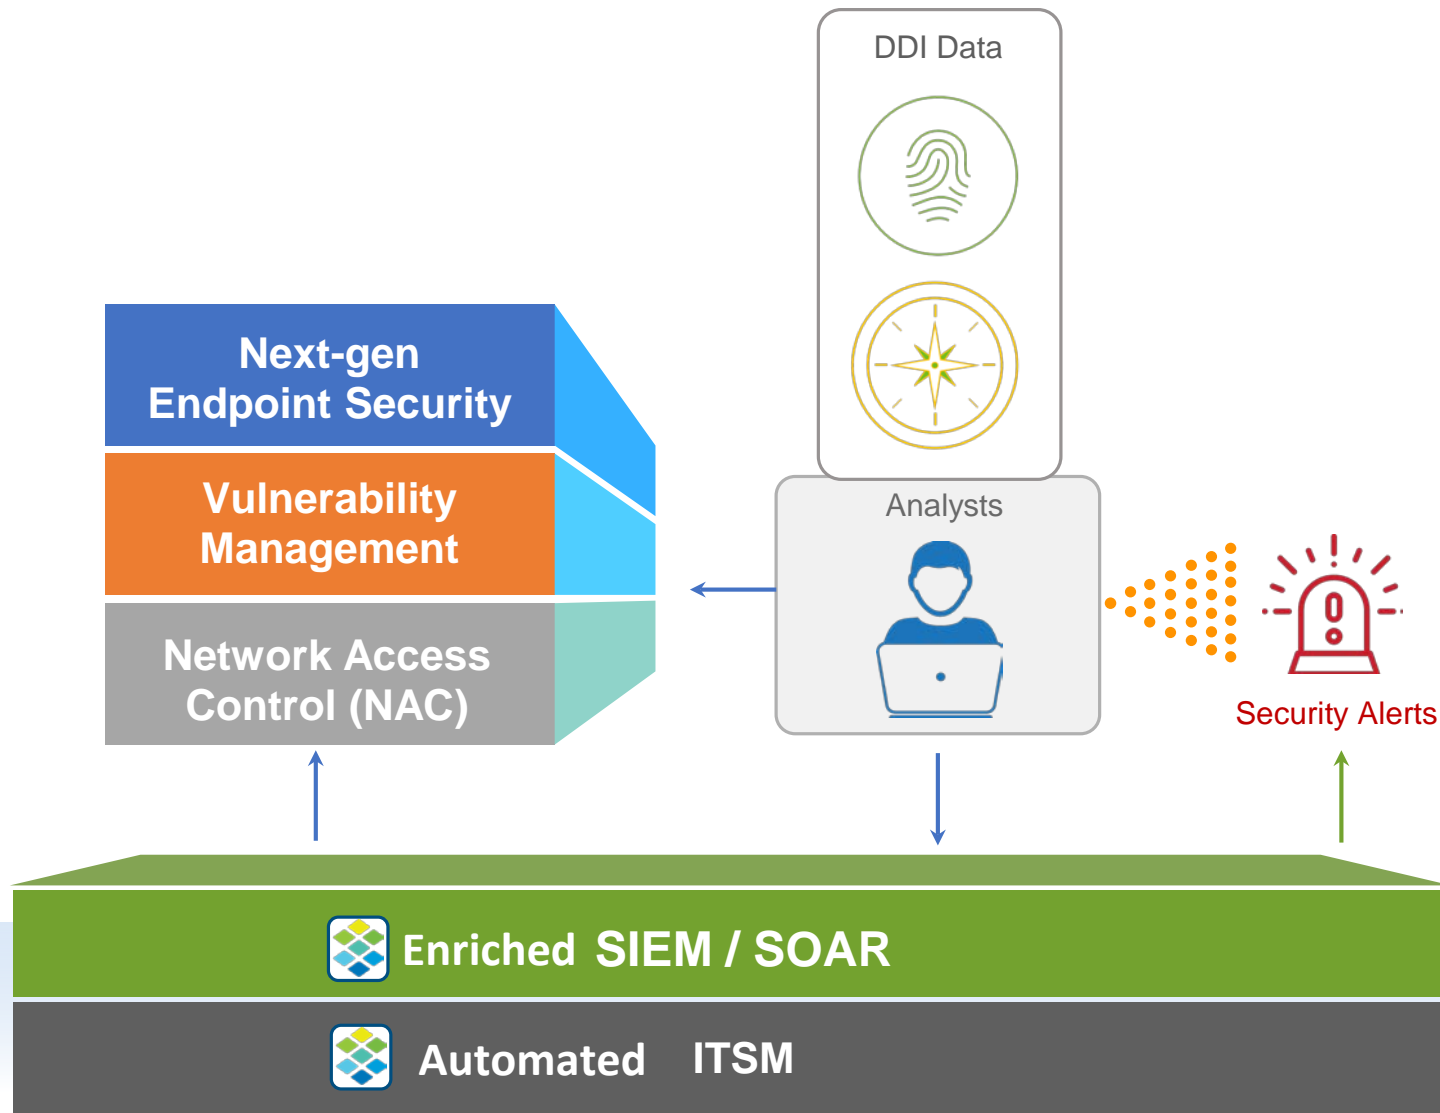 DDI Data
Next-gen
Endpoint Security
Vulnerability
Management
Network Access
Control (NAC)
Analysts
Security Alerts
Enriched SIEM / SOAR
Automated ITSM